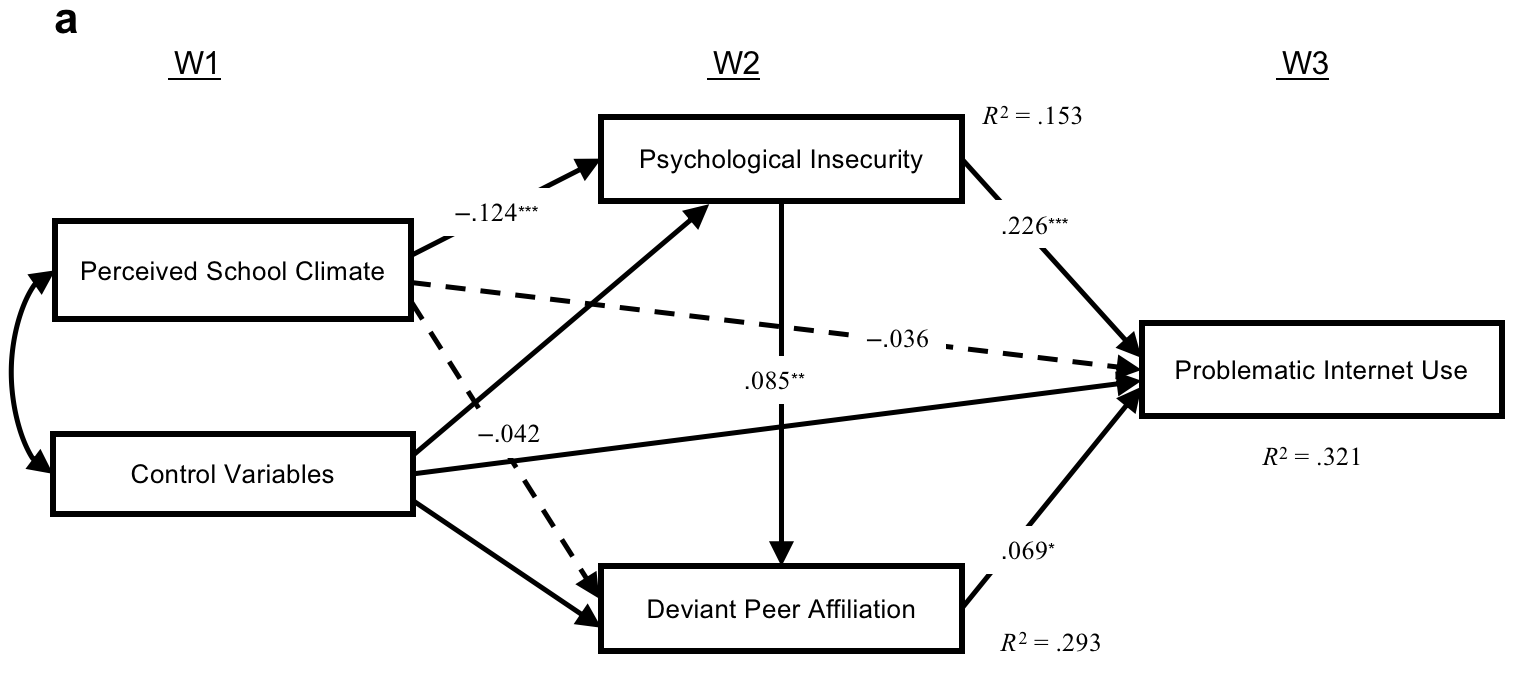 a
W1 W2 W3
R² = .153
Psychological Insecurity
−.124***
.226***
Perceived School Climate
−.036
Problematic Internet Use
.085**
−.042
R² = .321
Control Variables
.069*
Deviant Peer Affiliation
R² = .293